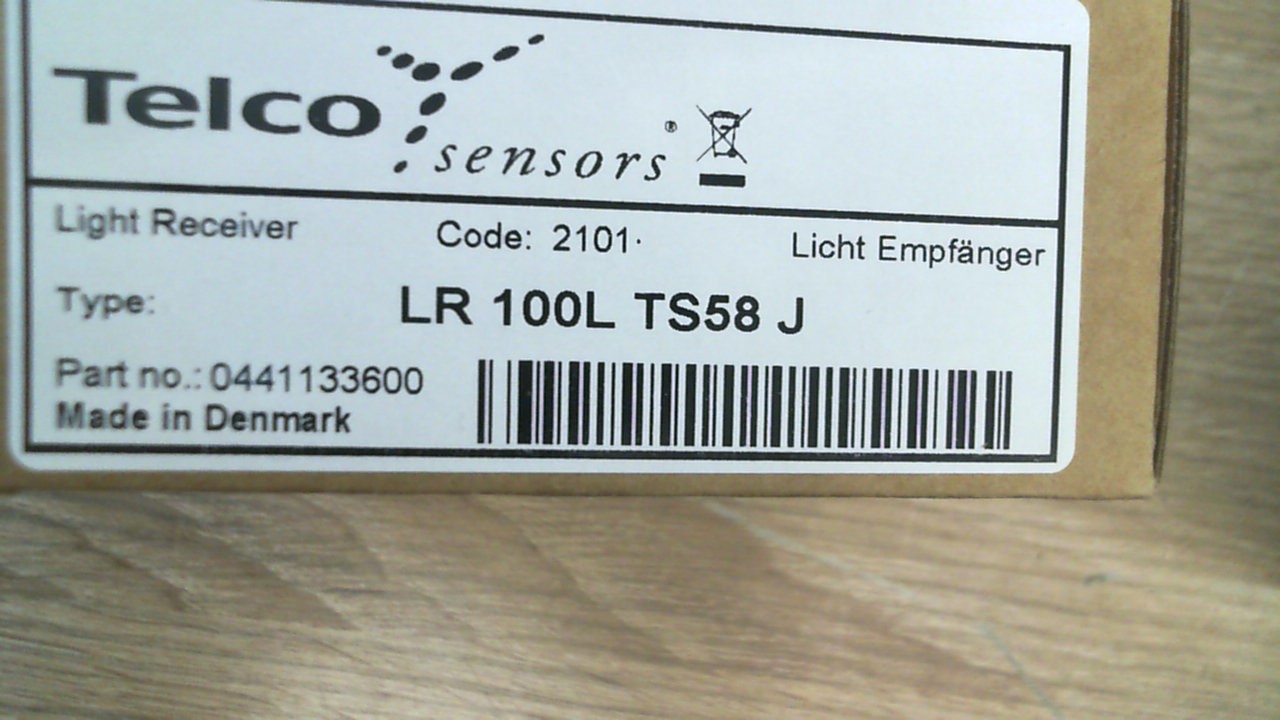 Telco
sensors®
Light Receiver Code: 2101· Licht Empfänger
Type: LR 100L TS58 J
Part no.: 0441133600
Made in Denmark